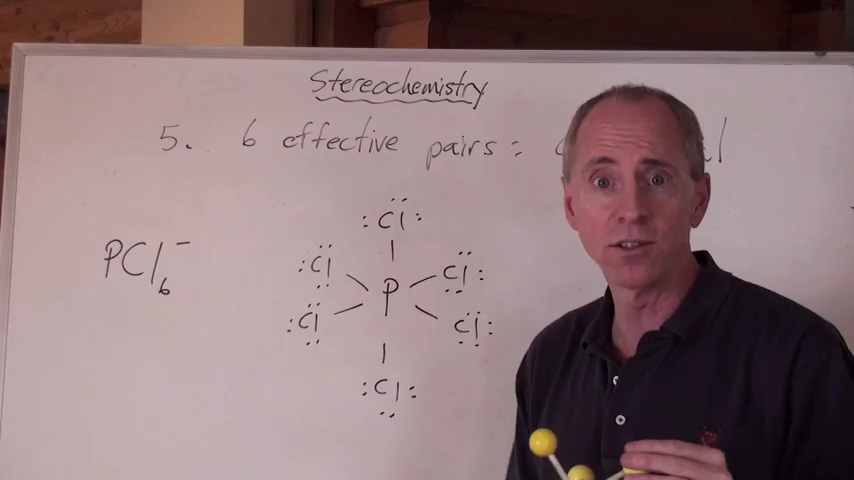 Stereochemistry
5. 6 effective pairs :
PCl₆⁻
:Cl:
:Cl Cl:
P
:Cl Cl:
:Cl: